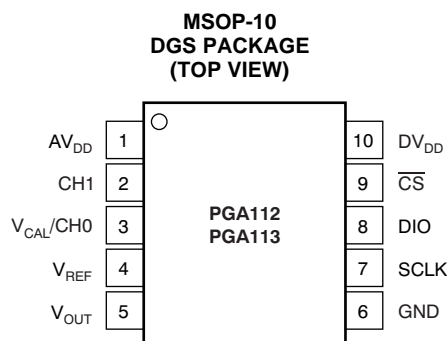 MSOP-10
DGS PACKAGE
(TOP VIEW)
AVDD 1 10 DVDD
CH1 2 9 C̅S̅
VCAL/CH0 3 PGA112 8 DIO
PGA113
VREF 4 7 SCLK
VOUT 5 6 GND